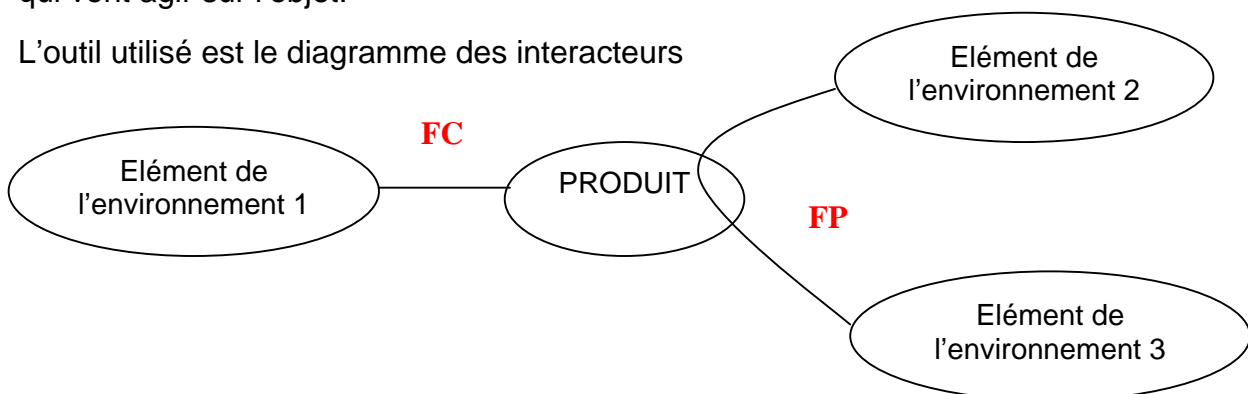 qui vont agir sur l'objet.
L'outil utilisé est le diagramme des interacteurs
Elément de
l'environnement 2
FC
Elément de
l'environnement 1
PRODUIT
FP
Elément de
l'environnement 3